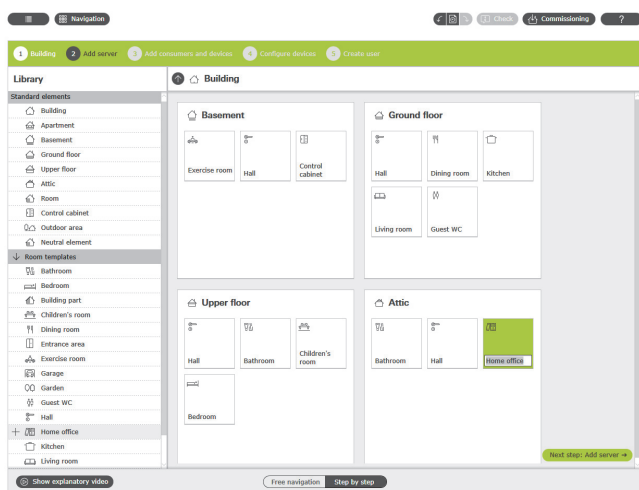 Navigation
Check
Commissioning
?
1 Building
2 Add server
3 Add consumers and devices
4 Configure devices
5 Create user
Library
Building
Standard elements
Building
Apartment
Basement
Ground floor
Upper floor
Attic
Room
Control cabinet
Outdoor area
Neutral element
Room templates
Bathroom
Bedroom
Building part
Children's room
Dining room
Entrance area
Exercise room
Garage
Garden
Guest WC
Hall
Home office
Kitchen
Living room
Basement
Exercise room
Hall
Control
cabinet
Ground floor
Hall
Dining room
Kitchen
Living room
Guest WC
Upper floor
Hall
Bathroom
Children's
room
Bedroom
Attic
Bathroom
Hall
Home office
Next step: Add server
Show explanatory video
Free navigation
Step by step